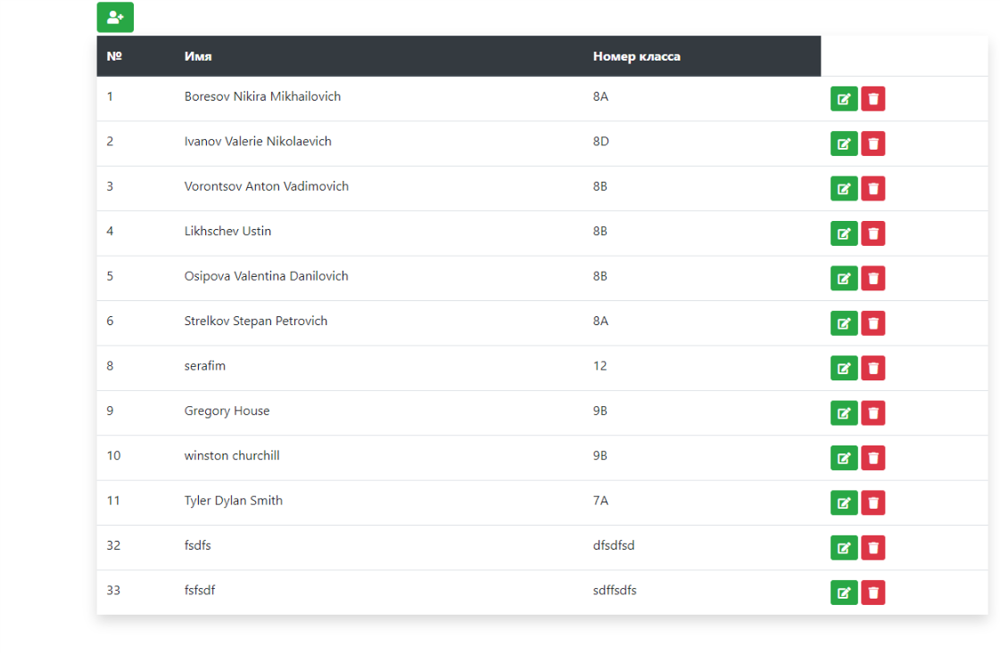 № Имя Номер класса
1 Boresov Nikira Mikhailovich 8A
2 Ivanov Valerie Nikolaevich 8D
3 Vorontsov Anton Vadimovich 8B
4 Likhschev Ustin 8B
5 Osipova Valentina Danilovich 8B
6 Strelkov Stepan Petrovich 8A
8 serafim 12
9 Gregory House 9B
10 winston churchill 9B
11 Tyler Dylan Smith 7A
32 fsdfs dfsdfsd
33 fsfsdf sdffsdfs